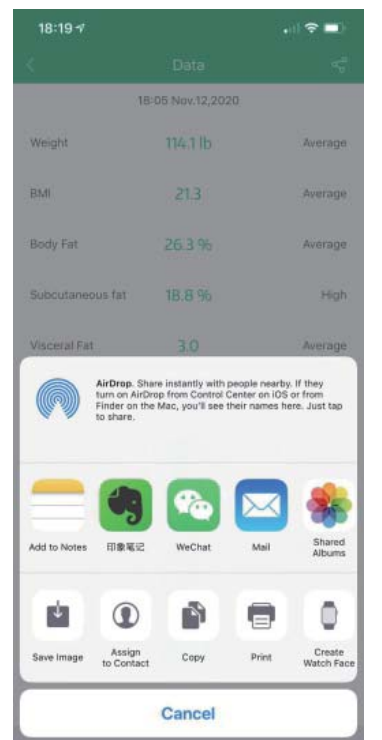 18:19
Data
18:05 Nov.12,2020
Weight 114.1 lb Average
BMI 21.3 Average
Body Fat 26.3 % Average
Subcutaneous fat 18.8 % High
Visceral Fat 3.0 Average
AirDrop. Share instantly with people nearby. If they
turn on AirDrop from Control Center on iOS or from
Finder on the Mac, you'll see their names here. Just tap
to share.
Add to Notes
印象笔记
WeChat
Mail
Shared
Albums
Save Image
Assign
to Contact
Copy
Print
Create
Watch Face
Cancel